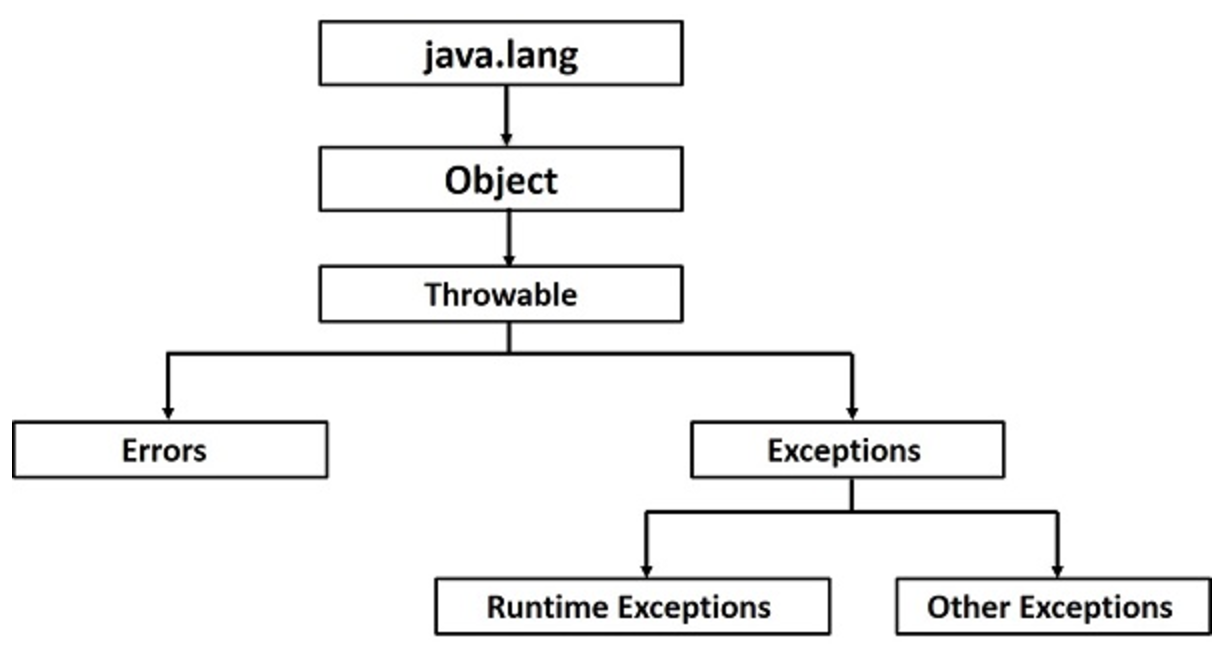 java.lang
Object
Throwable
Errors
Exceptions
Runtime Exceptions
Other Exceptions